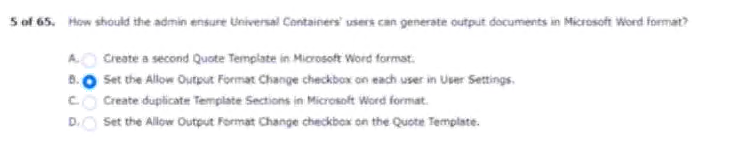 5 of 65. How should the admin ensure Universal Containers' users can generate output documents in Microsoft Word format?
A. Create a second Quote Template in Microsoft Word format.
B. Set the Allow Output Format Change checkbox on each user in User Settings.
C. Create duplicate Template Sections in Microsoft Word format.
D. Set the Allow Output Format Change checkbox on the Quote Template.